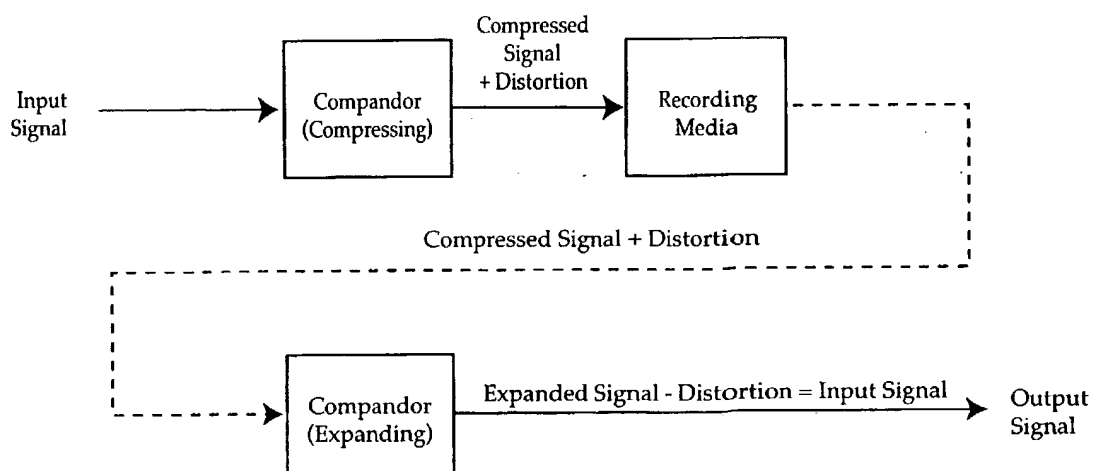 Compressed
Signal
+ Distortion
Input
Signal
Compandor
(Compressing)
Recording
Media
Compressed Signal + Distortion
Compandor
(Expanding)
Expanded Signal - Distortion = Input Signal
Output
Signal